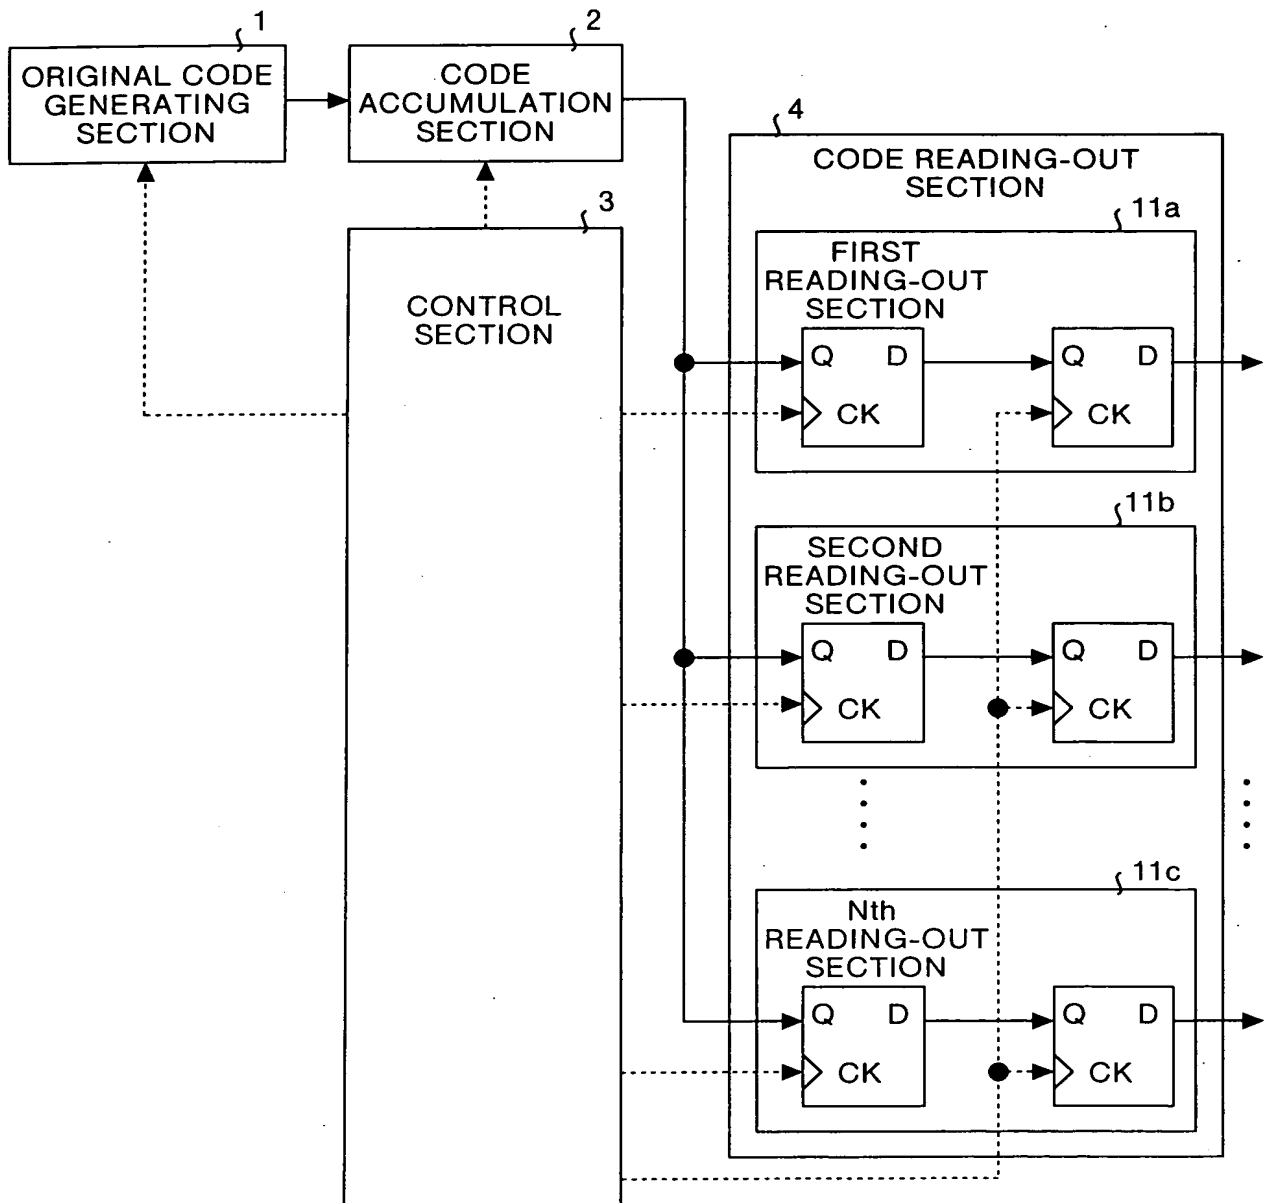 1
ORIGINAL CODE
GENERATING
SECTION
2
CODE
ACCUMULATION
SECTION
3
CONTROL
SECTION
4
CODE READING-OUT
SECTION
11a
FIRST
READING-OUT
SECTION
Q D
CK
Q D
CK
11b
SECOND
READING-OUT
SECTION
Q D
CK
Q D
CK
11c
Nth
READING-OUT
SECTION
Q D
CK
Q D
CK